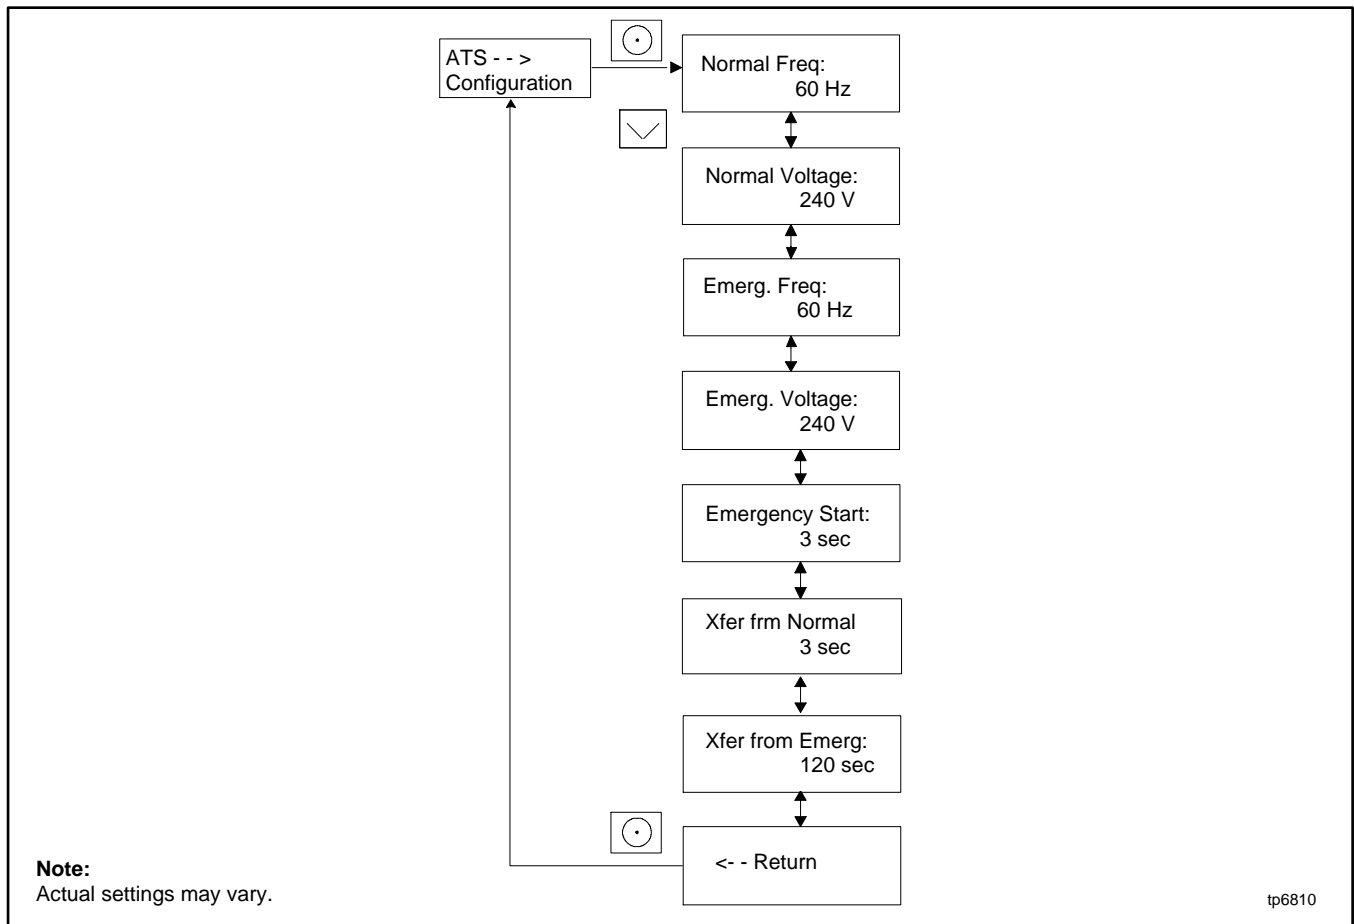 ATS - - >
Configuration
Normal Freq:
60 Hz
Normal Voltage:
240 V
Emerg. Freq:
60 Hz
Emerg. Voltage:
240 V
Emergency Start:
3 sec
Xfer frm Normal
3 sec
Xfer from Emerg:
120 sec
<- - Return
Note:
Actual settings may vary.
tp6810